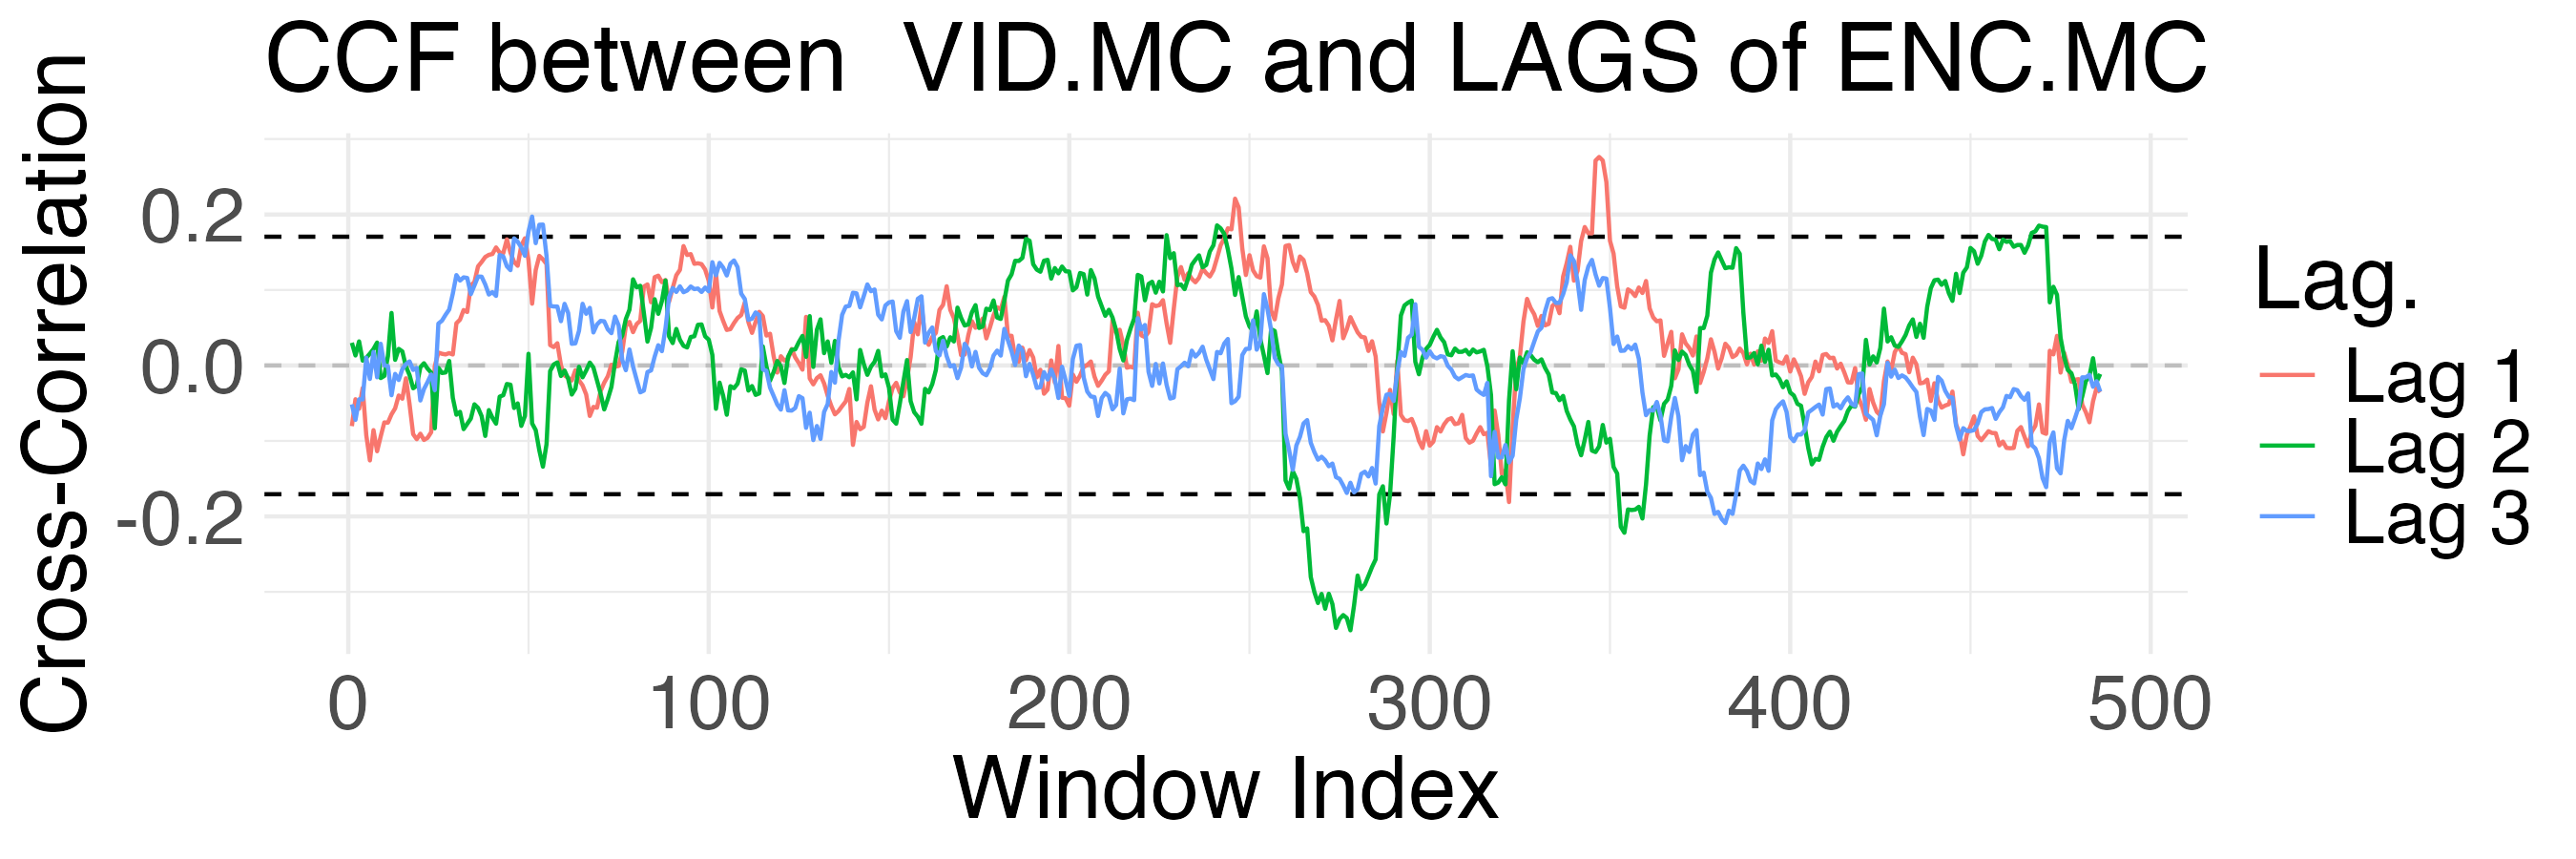 CCF between  VID.MC and LAGS of ENC.MC
Cross-Correlation
0.2
0.0
-0.2
0 100 200 300 400 500
Window Index
Lag.
Lag 1
Lag 2
Lag 3